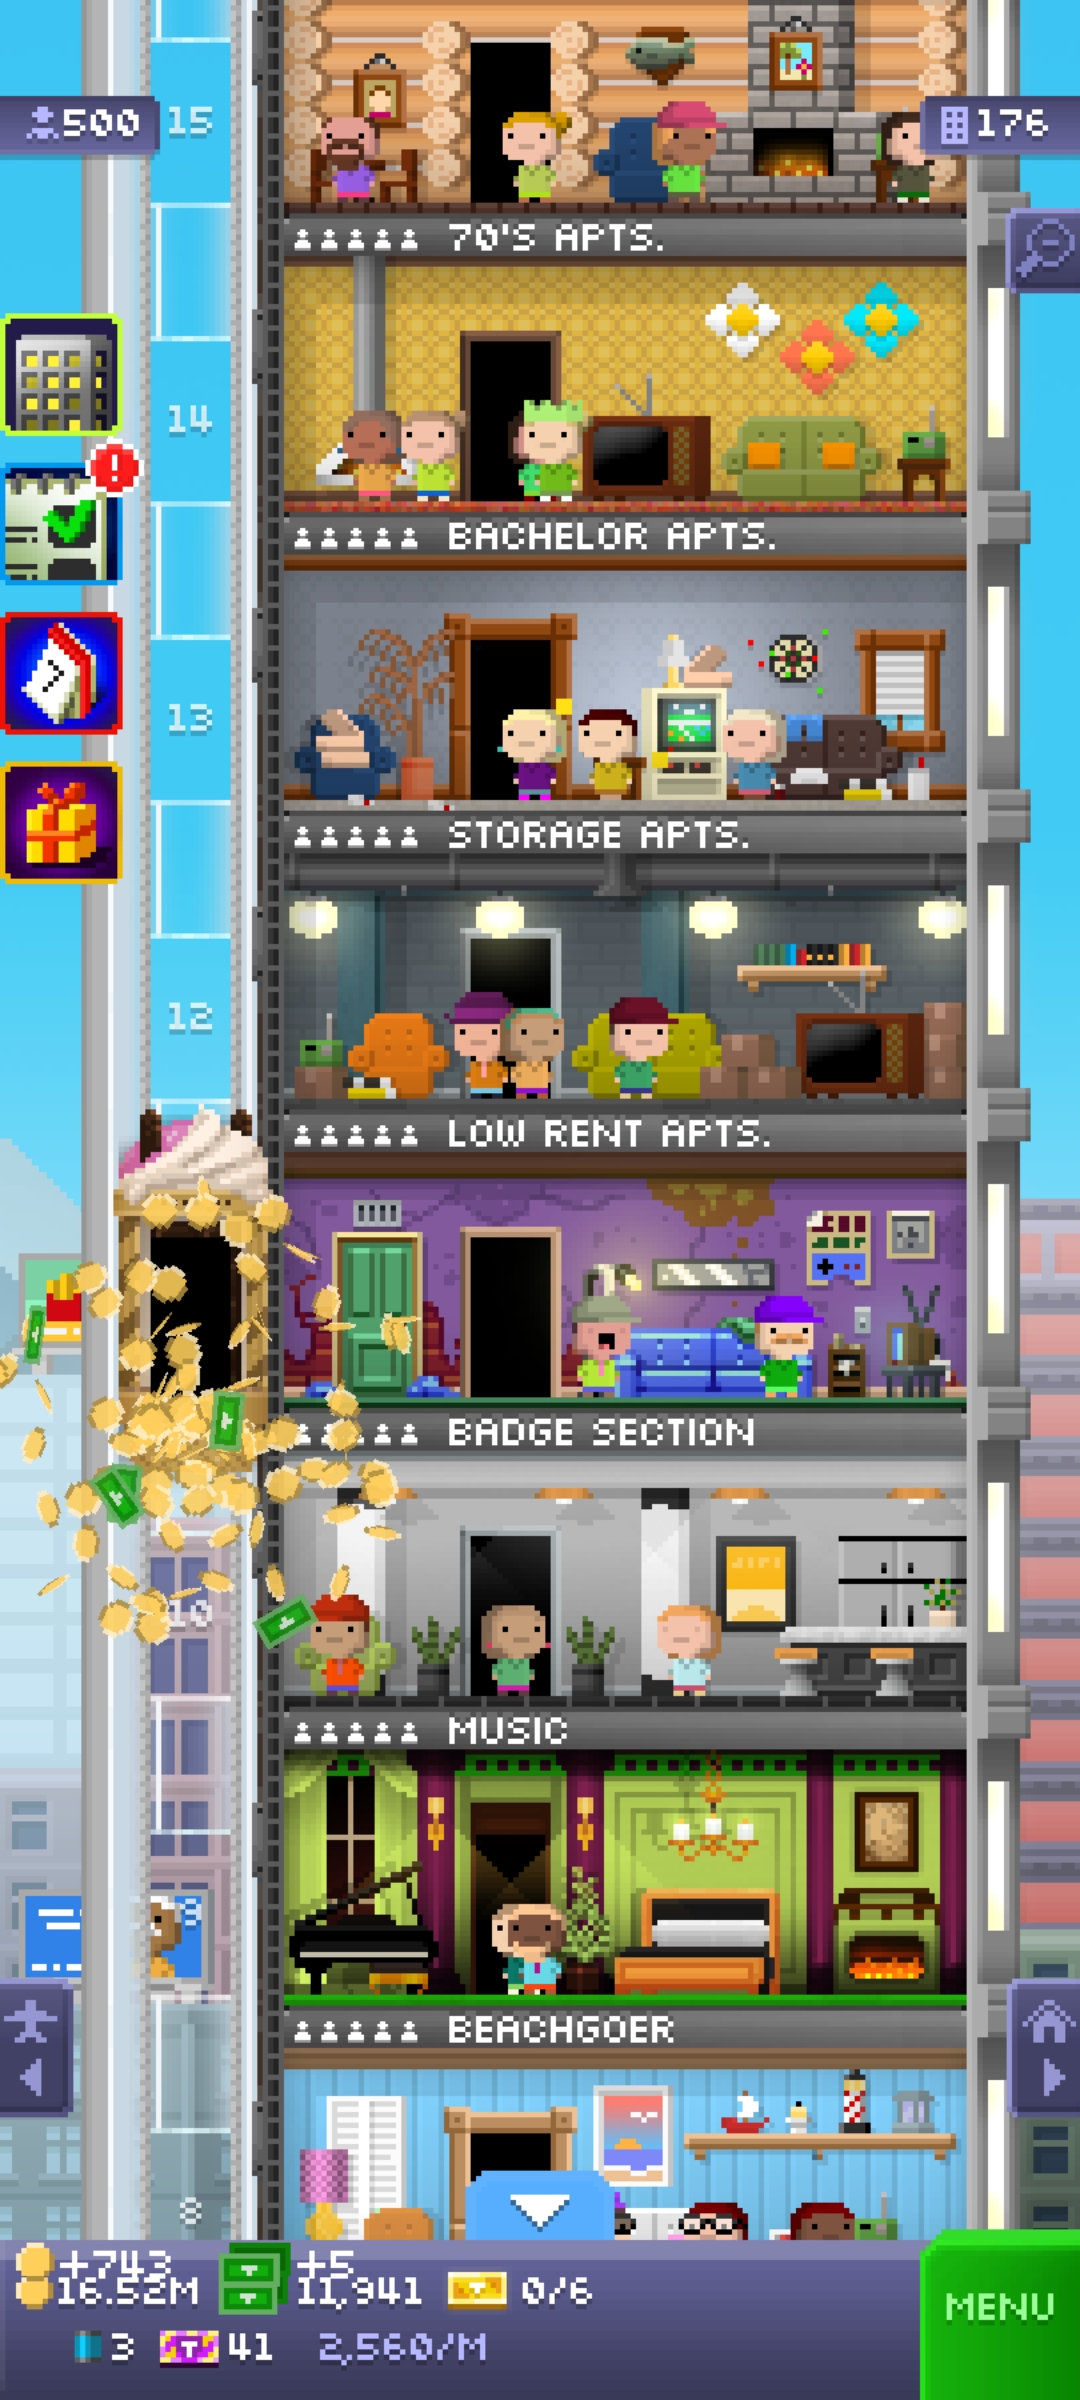 500
15
176
70'S APTS.
14
BACHELOR APTS.
13
STORAGE APTS.
12
LOW RENT APTS.
BADGE SECTION
10
MUSIC
BEACHGOER
8
+743
+5
16.52M
11,941
0/6
3
T
41
2,560/M
MENU